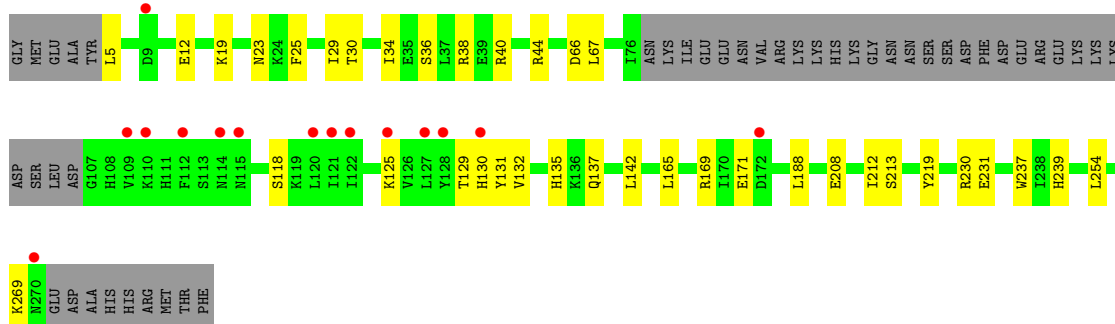 GLY MET GLU ALA TYR L5 D9 E12 K19 N23 K24 F25 I29 T30 I34 E35 S36 L37 R38 E39 R40 R44 D66 L67 I76 ASN LYS ILE GLU GLU ASN VAL ARG LYS LYS HIS LYS GLY ASN ASN SER SER ASP PHE ASP GLU ARG GLU LYS LYS LYS
ASP SER LEU ASP G107 H108 V109 K110 H111 F112 S113 N114 N115 S118 K119 L120 I121 I122 K125 V126 L127 Y128 T129 H130 Y131 V132 H135 K136 Q137 L142 L165 R169 I170 E171 D172 L188 E208 I212 S213 Y219 R230 E231 W237 I238 H239 L254
K269 N270 GLU ASP ALA HIS HIS ARG MET THR PHE